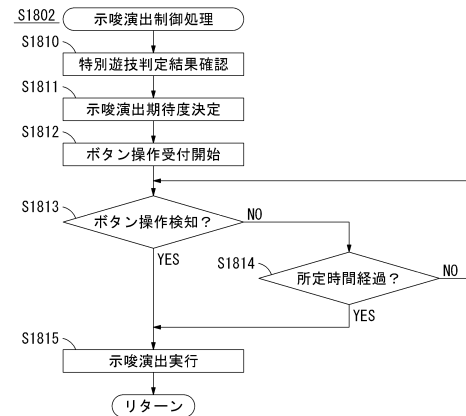 S1802
示唆演出制御処理
S1810
特別遊技判定結果確認
S1811
示唆演出期待度決定
S1812
ボタン操作受付開始
S1813
ボタン操作検知？
NO
YES
S1814
所定時間経過？
NO
YES
S1815
示唆演出実行
リターン